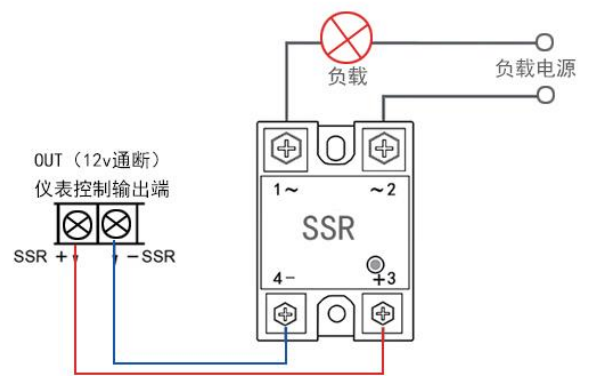 负载
负载电源
OUT（12v通断）
仪表控制输出端
1～
～2
SSR
SSR +
-SSR
4-
+3